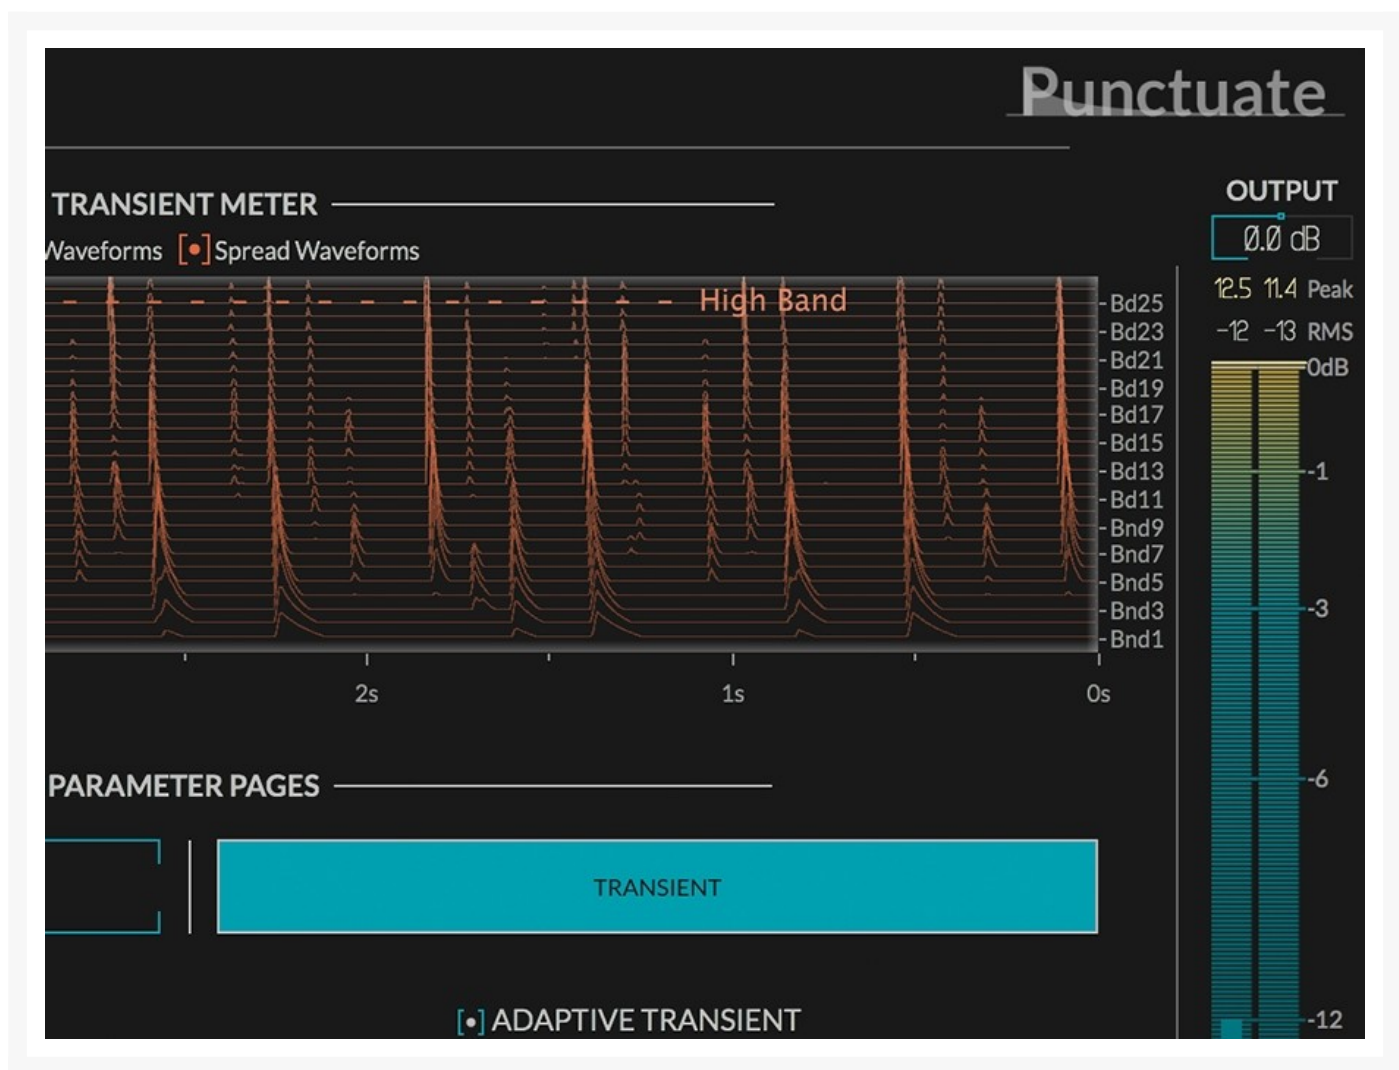 Punctuate
TRANSIENT METER
OUTPUT
0.0 dB
Waveforms [•] Spread Waveforms
12.5 11.4 Peak
High Band
Bd25
-12 -13 RMS
Bd23
0dB
Bd21
Bd19
Bd17
Bd15
Bd13
-1
Bd11
Bnd9
Bnd7
Bnd5
Bnd3
-3
Bnd1
2s 1s 0s
PARAMETER PAGES
-6
TRANSIENT
[•] ADAPTIVE TRANSIENT
-12